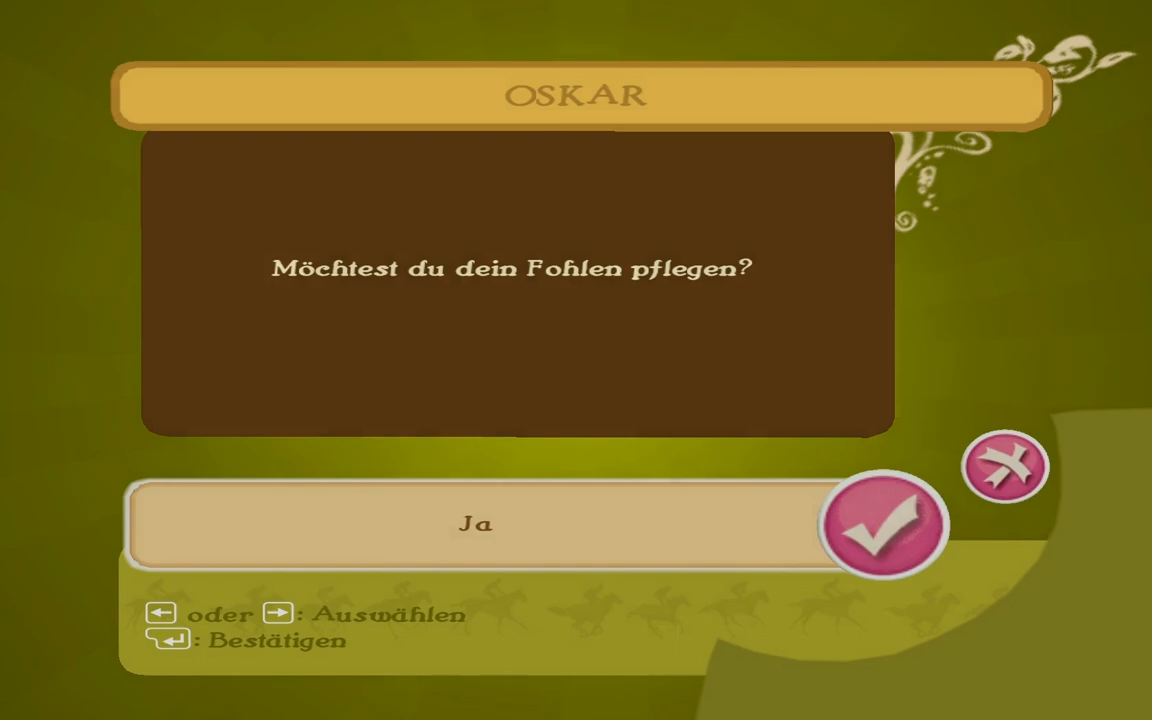 OSKAR
Möchtest du dein Fohlen pflegen?
Ja
← oder →: Auswählen
↵: Bestätigen